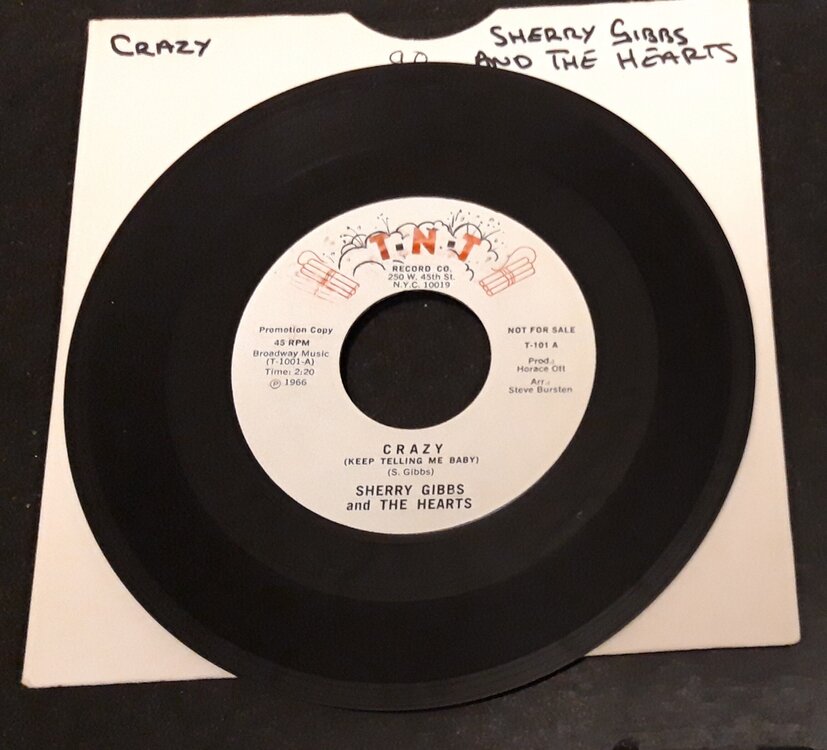 CRAZY
SHERRY GIBBS
AND THE HEARTS
T·N·T
RECORD CO.
250 W. 45th St.
N.Y.C. 10019
Promotion Copy
45 RPM
Broadway Music
(T-1001-A)
Time: 2:20
℗ 1966
NOT FOR SALE
T-101 A
Prod.:
Horace Ott
Arr.:
Steve Bursten
CRAZY
(KEEP TELLING ME BABY)
(S. Gibbs)
SHERRY GIBBS
and THE HEARTS